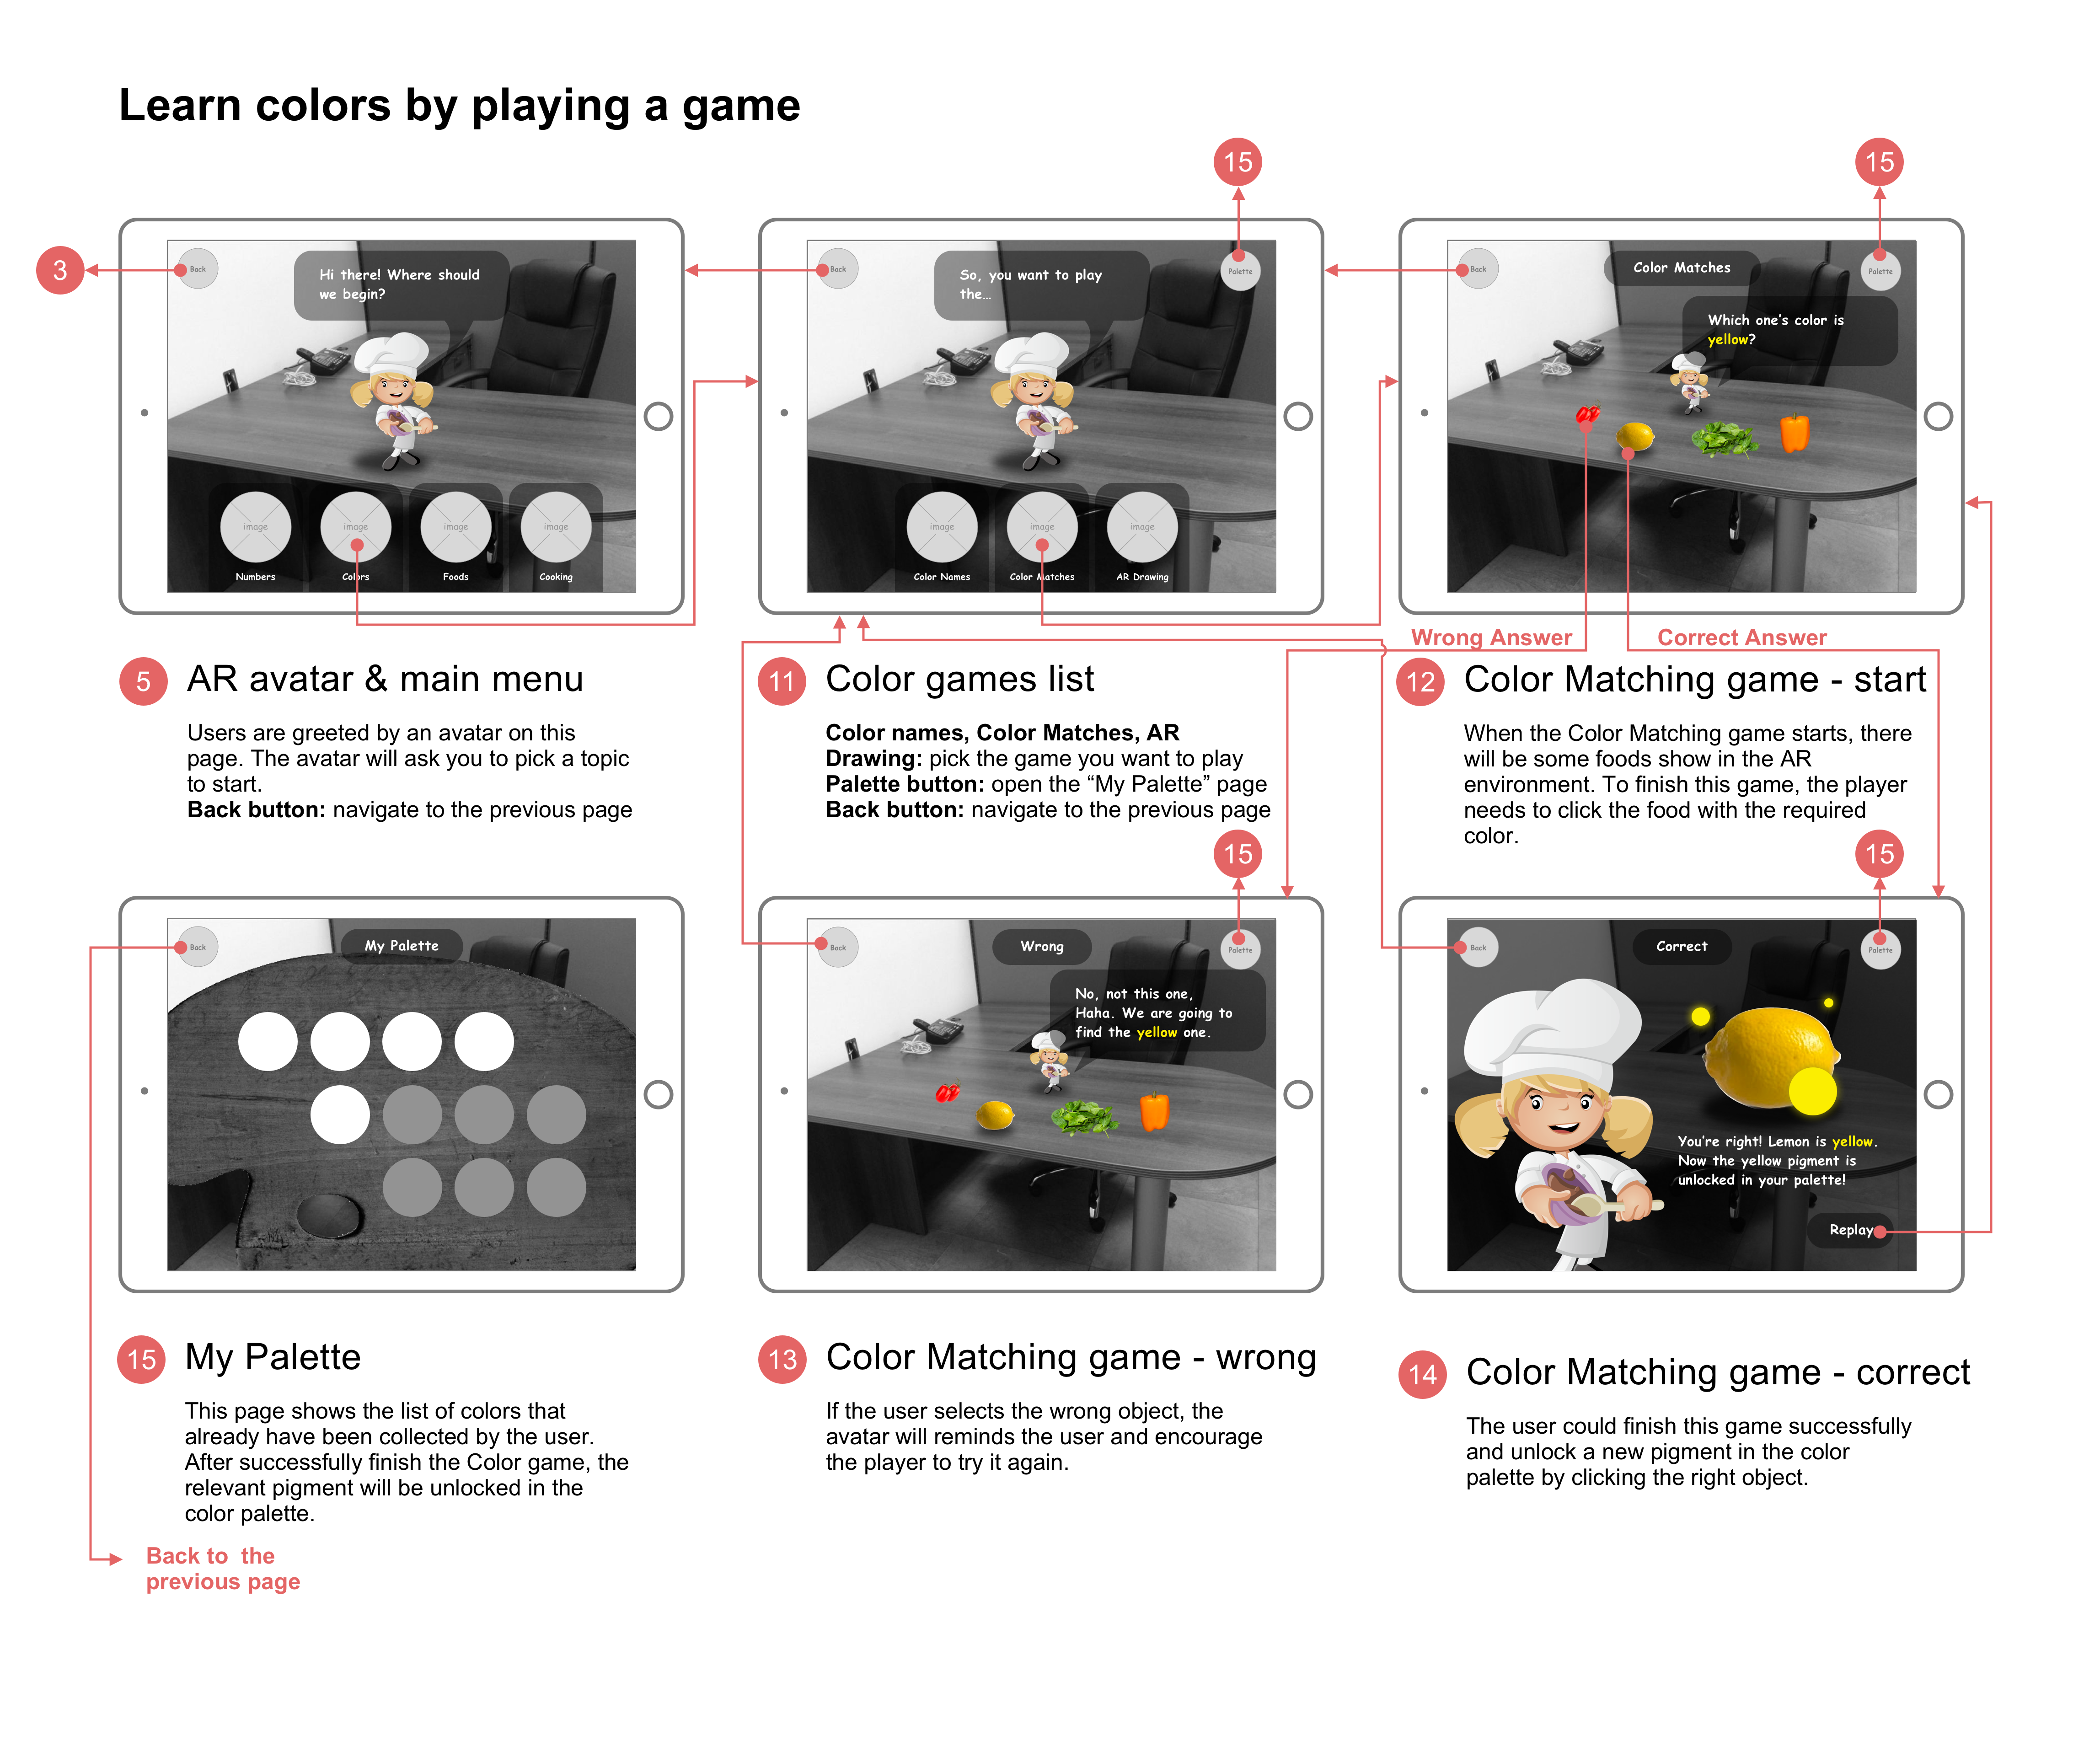 Learn colors by playing a game
15
15
3
Back
Hi there! Where should
we begin?
image
image
image
image
Numbers
Colors
Foods
Cooking
Back
So, you want to play
the...
Palette
image
image
image
Color Names
Color Matches
AR Drawing
Back
Color Matches
Palette
Which one's color is
yellow?
Wrong Answer
Correct Answer
5
AR avatar & main menu
Users are greeted by an avatar on this
page. The avatar will ask you to pick a topic
to start.
Back button: navigate to the previous page
11
Color games list
Color names, Color Matches, AR
Drawing: pick the game you want to play
Palette button: open the “My Palette” page
Back button: navigate to the previous page
12
Color Matching game - start
When the Color Matching game starts, there
will be some foods show in the AR
environment. To finish this game, the player
needs to click the food with the required
color.
15
15
Back
My Palette
Back
Wrong
Palette
No, not this one,
Haha. We are going to
find the yellow one.
Back
Correct
Palette
You're right! Lemon is yellow.
Now the yellow pigment is
unlocked in your palette!
Replay
15
My Palette
This page shows the list of colors that
already have been collected by the user.
After successfully finish the Color game, the
relevant pigment will be unlocked in the
color palette.
Back to the
previous page
13
Color Matching game - wrong
If the user selects the wrong object, the
avatar will reminds the user and encourage
the player to try it again.
14
Color Matching game - correct
The user could finish this game successfully
and unlock a new pigment in the color
palette by clicking the right object.